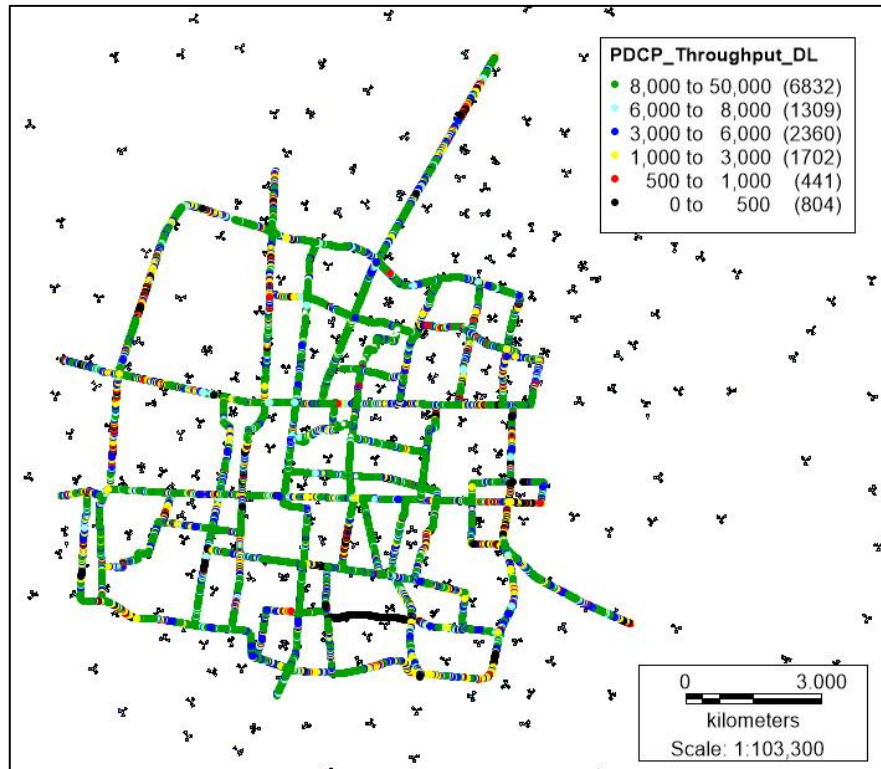 PDCP_Throughput_DL
8,000 to 50,000 (6832)
6,000 to 8,000 (1309)
3,000 to 6,000 (2360)
1,000 to 3,000 (1702)
500 to 1,000 (441)
0 to 500 (804)
0 3.000
kilometers
Scale: 1:103,300